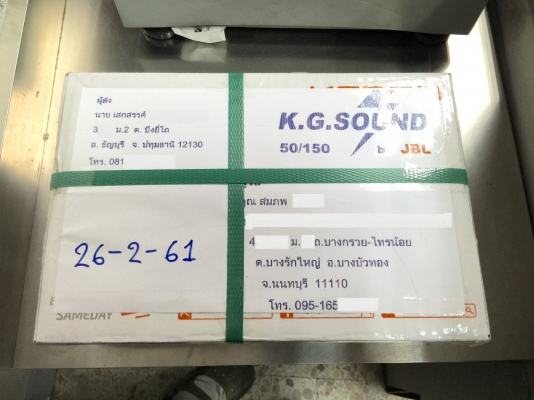 ผู้ส่ง
นาย เสกสรรค์
3 ม.2 ต. บึงยี่โถ
อ. ธัญบุรี จ. ปทุมธานี 12130
โทร. 081
K.G.SOUND
50/150 by JBL
สมภพ
4 ม. ถ.บางกรวย-ไทรน้อย
ต.บางรักใหญ่ อ.บางบัวทอง
จ.นนทบุรี 11110
โทร. 095-165
26-2-61
SAMEDAY